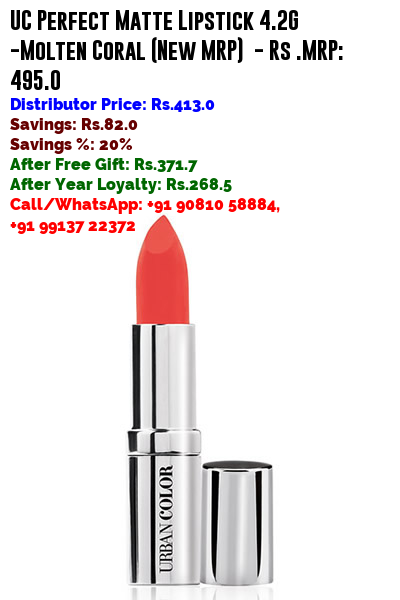 UC Perfect Matte Lipstick 4.2G
-Molten Coral (New MRP) - Rs .MRP:
495.0
Distributor Price: Rs.413.0
Savings: Rs.82.0
Savings %: 20%
After Free Gift: Rs.371.7
After Year Loyalty: Rs.268.5
Call/WhatsApp: +91 90810 58884,
+91 99137 22372
URBAN COLOR